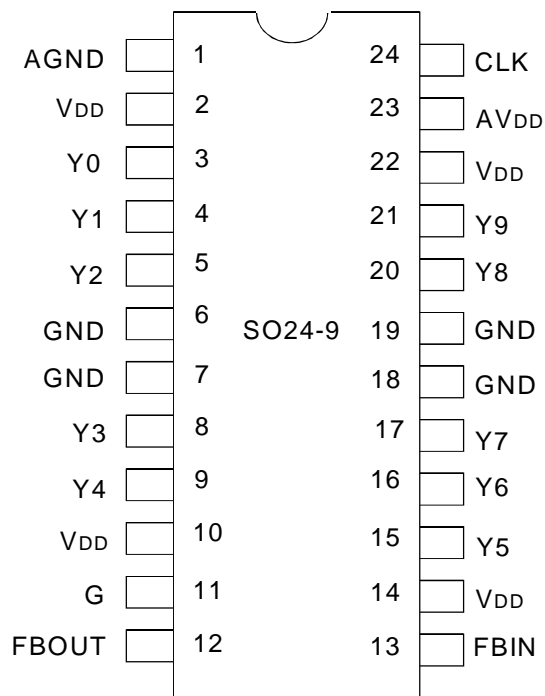 AGND 1 24 CLK
VDD 2 23 AVDD
Y0 3 22 VDD
Y1 4 21 Y9
Y2 5 20 Y8
GND 6 SO24-9 19 GND
GND 7 18 GND
Y3 8 17 Y7
Y4 9 16 Y6
VDD 10 15 Y5
G 11 14 VDD
FBOUT 12 13 FBIN